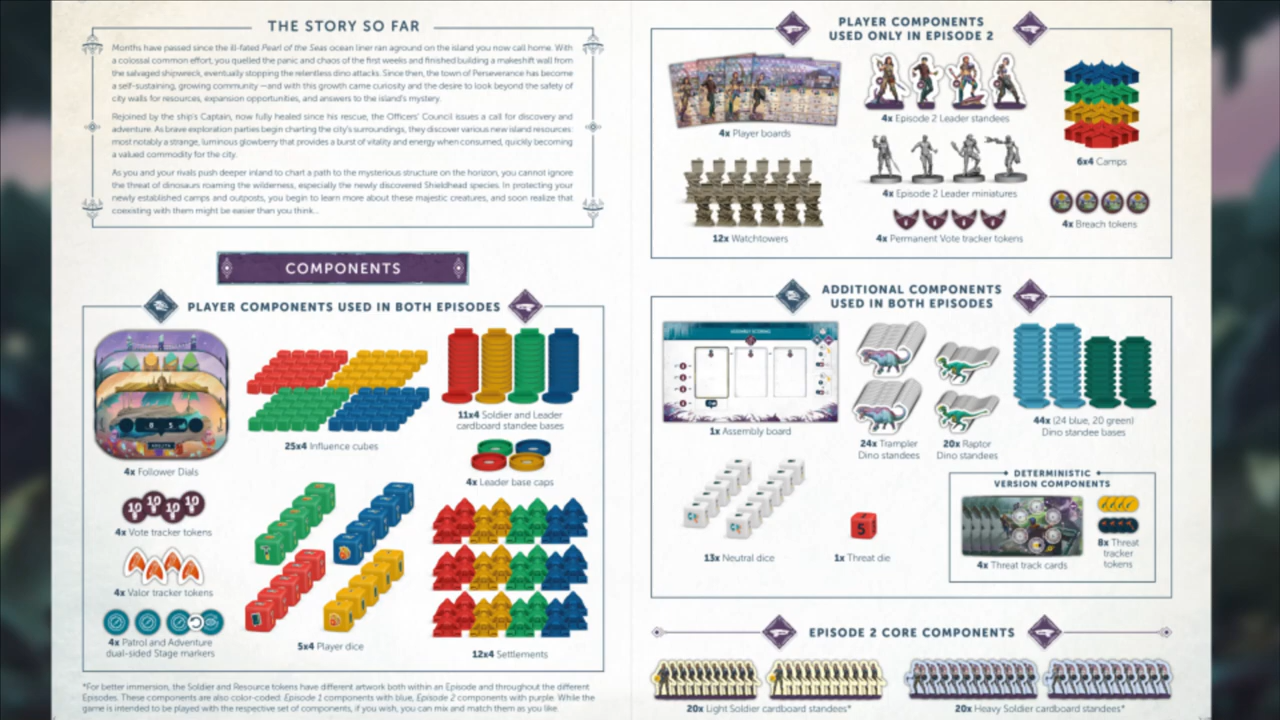 THE STORY SO FAR
Months have passed since the ill-fated Pearl of the Seas ocean liner ran aground on the island you now call home. With
a colossal common effort, you quelled the panic and chaos of the first weeks and finished building a makeshift wall from
the salvaged shipwreck, eventually stopping the relentless dino attacks. Since then, the town of Perseverance has become
a self-sustaining, growing community —and with this growth came curiosity and the desire to look beyond the safety of
city walls for resources, expansion opportunities, and answers to the island's mystery.
Rejoined by the ship's Captain, now fully healed since his rescue, the Officers' Council issues a call for discovery and
adventure. As brave exploration parties begin charting the city's surroundings, they discover various new island resources:
most notably a strange, luminous glowberry that provides a burst of vitality and energy when consumed, quickly becoming
a valued commodity for the city.
As you and your rivals push deeper inland to chart a path to the mysterious structure on the horizon, you cannot ignore
the threat of dinosaurs roaming the wilderness, especially the newly discovered Shieldhead species. In protecting your
newly established camps and outposts, you begin to learn more about these majestic creatures, and soon realize that
coexisting with them might be easier than you think...
COMPONENTS
PLAYER COMPONENTS USED IN BOTH EPISODES
4x Follower Dials
25x4 Influence cubes
11x4 Soldier and Leader
cardboard standee bases
4x Leader base caps
4x Vote tracker tokens
4x Valor tracker tokens
4x Patrol and Adventure
dual-sided Stage markers
5x4 Player dice
12x4 Settlements
*For better immersion, the Soldier and Resource tokens have different artwork both within an Episode and throughout the different
Episodes. These components are also color-coded: Episode 1 components with blue, Episode 2 components with purple. While the
game is intended to be played with the respective set of components, if you wish, you can mix and match them as you like.
PLAYER COMPONENTS
USED ONLY IN EPISODE 2
4x Player boards
4x Episode 2 Leader standees
6x4 Camps
4x Episode 2 Leader miniatures
12x Watchtowers
4x Permanent Vote tracker tokens
4x Breach tokens
ADDITIONAL COMPONENTS
USED IN BOTH EPISODES
ASSEMBLY SCORING
1x Assembly board
24x Trampler
Dino standees
20x Raptor
Dino standees
44x (24 blue, 20 green)
Dino standee bases
13x Neutral dice
5
1x Threat die
DETERMINISTIC
VERSION COMPONENTS
4x Threat track cards
8x Threat
tracker
tokens
EPISODE 2 CORE COMPONENTS
20x Light Soldier cardboard standees*
20x Heavy Soldier cardboard standees*